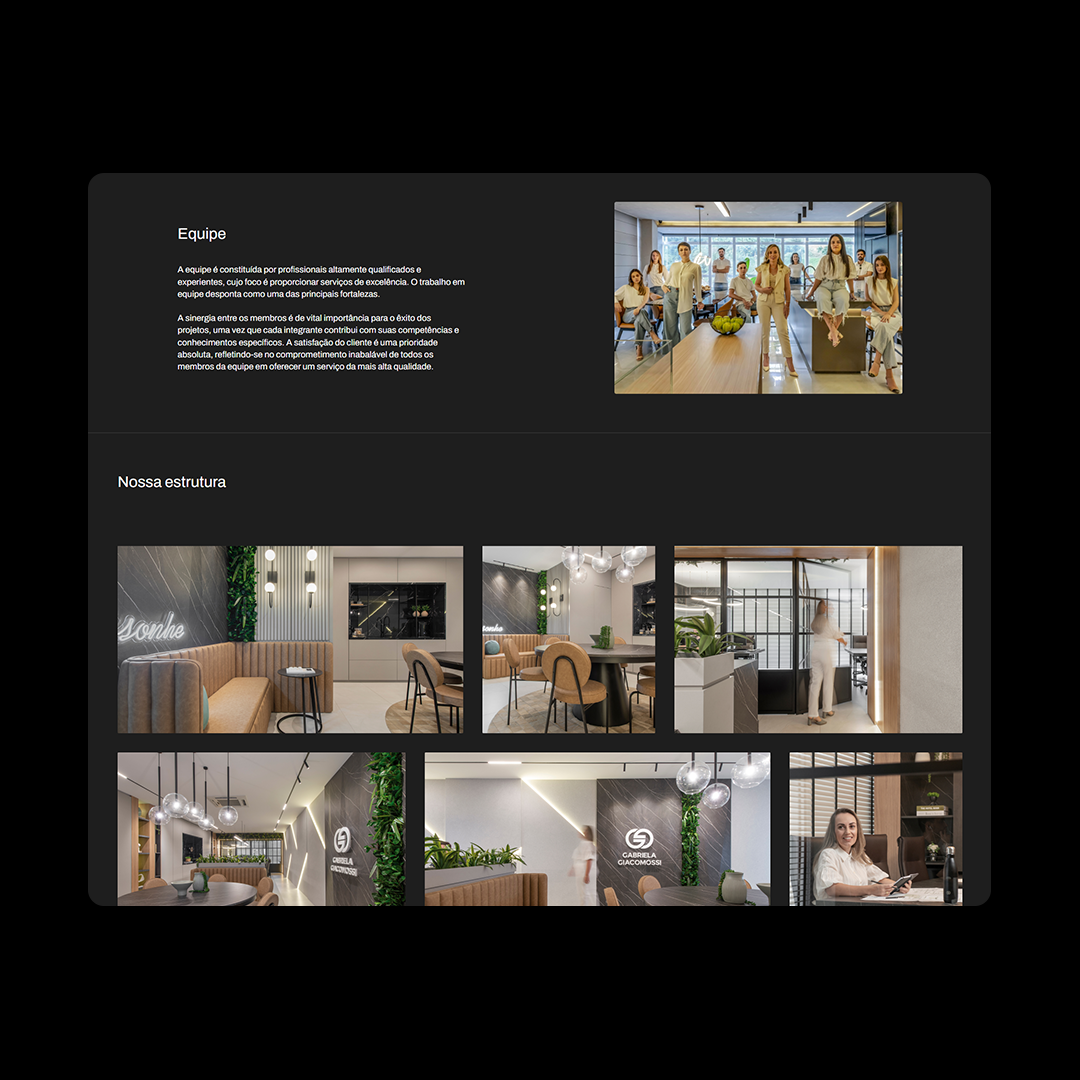 Equipe
A equipe é constituída por profissionais altamente qualificados e
experientes, cujo foco é proporcionar serviços de excelência. O trabalho em
equipe desponta como uma das principais fortalezas.
A sinergia entre os membros é de vital importância para o êxito dos
projetos, uma vez que cada integrante contribui com suas competências e
conhecimentos específicos. A satisfação do cliente é uma prioridade
absoluta, refletindo-se no comprometimento inabalável de todos os
membros da equipe em oferecer um serviço da mais alta qualidade.
Nossa estrutura
sonhe
sonhe
GABRIELA
GIACOMOSSI
GABRIELA
GIACOMOSSI